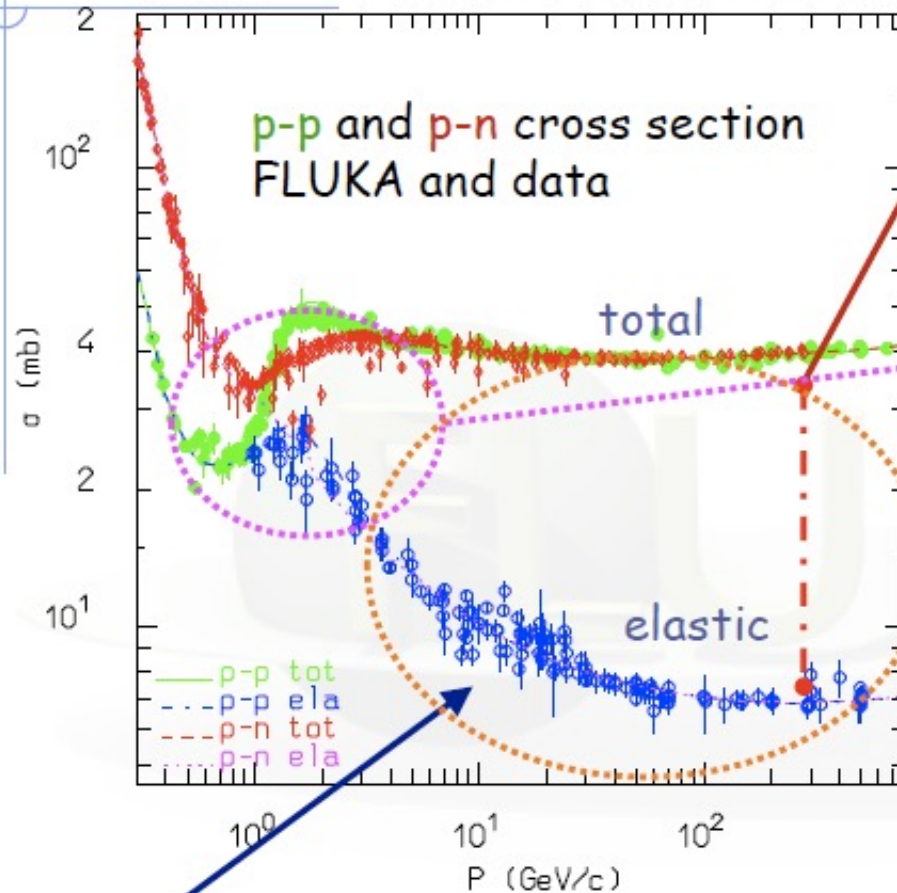 2
10²
4
2
10¹
σ (mb)
p-p and p-n cross section
FLUKA and data
total
elastic
p-p tot
p-p ela
p-n tot
p-n ela
10⁰ 10¹ 10²
P (GeV/c)